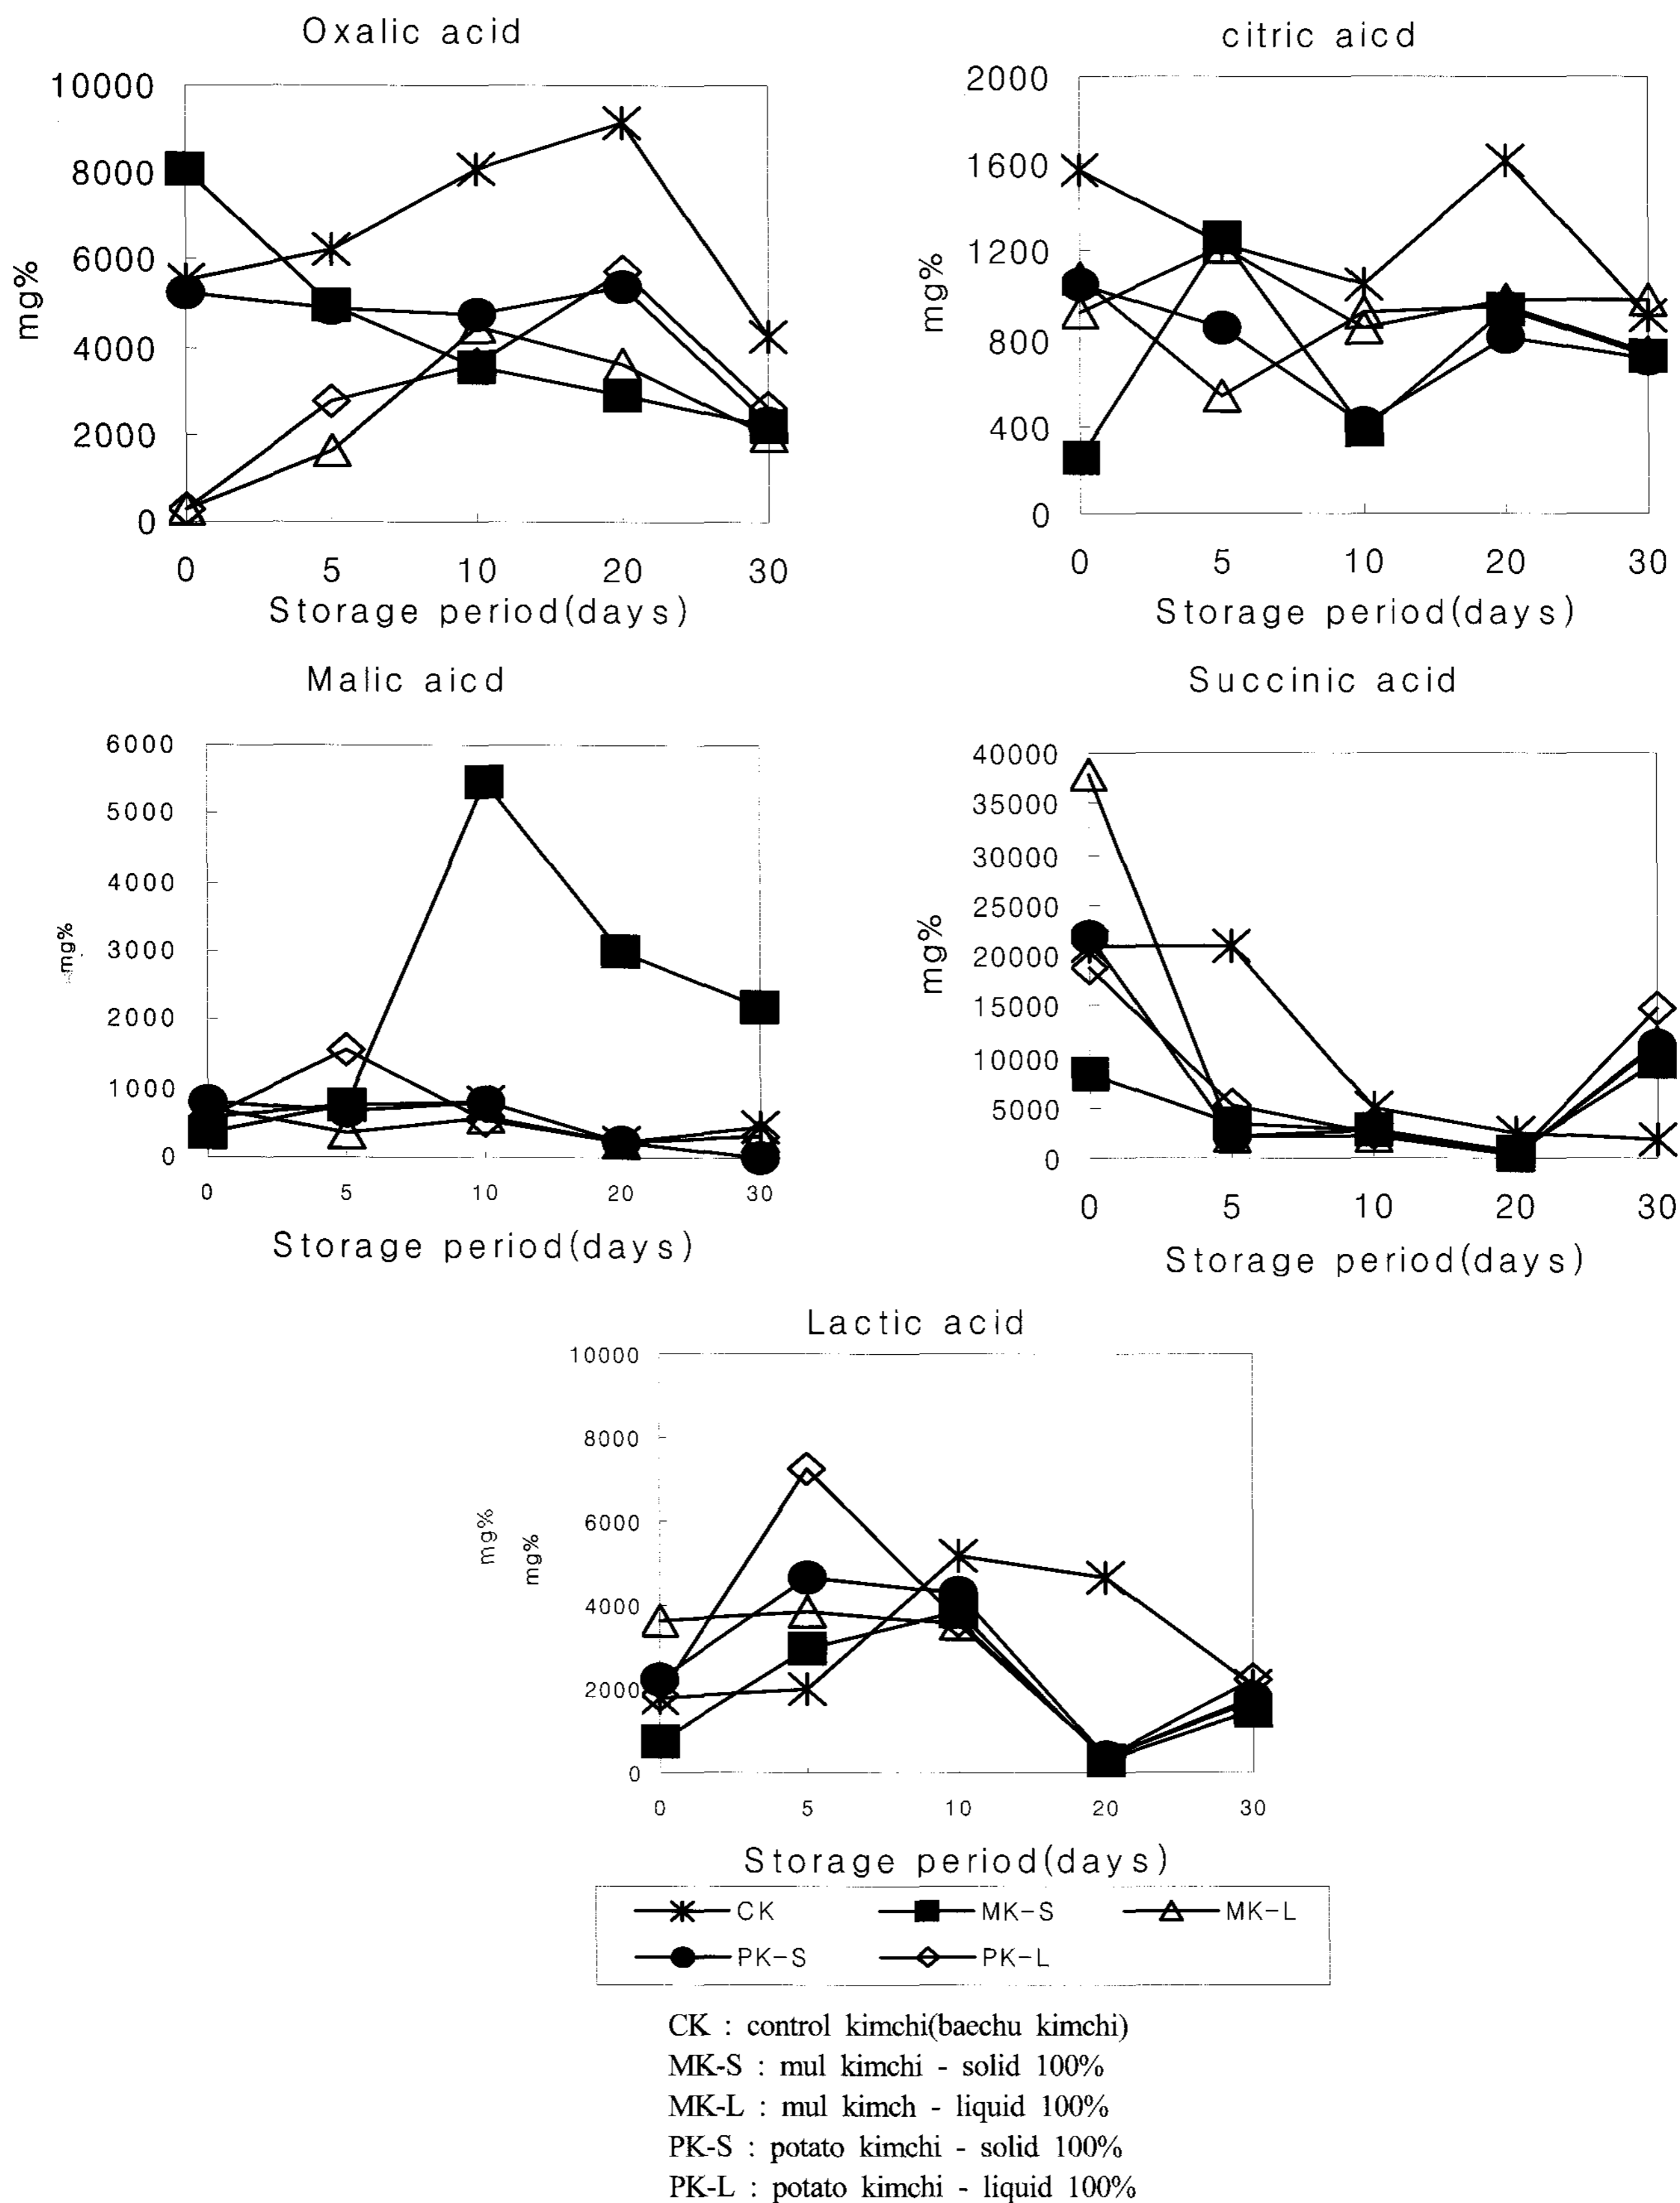 Oxalic acid
10000
8000
6000
4000
2000
0
mg%
0 5 10 20 30
Storage period(days)
citric aicd
2000
1600
1200
800
400
0
mg%
0 5 10 20 30
Storage period(days)
Malic aicd
6000
5000
4000
3000
2000
1000
0
mg%
0 5 10 20 30
Storage period(days)
Succinic acid
40000
35000
30000
25000
20000
15000
10000
5000
0
mg%
0 5 10 20 30
Storage period(days)
Lactic acid
10000
8000
6000
4000
2000
0
mg%
mg%
0 5 10 20 30
Storage period(days)
CK MK-S MK-L
PK-S PK-L
CK : control kimchi(baechu kimchi)
MK-S : mul kimchi - solid 100%
MK-L : mul kimch - liquid 100%
PK-S : potato kimchi - solid 100%
PK-L : potato kimchi - liquid 100%